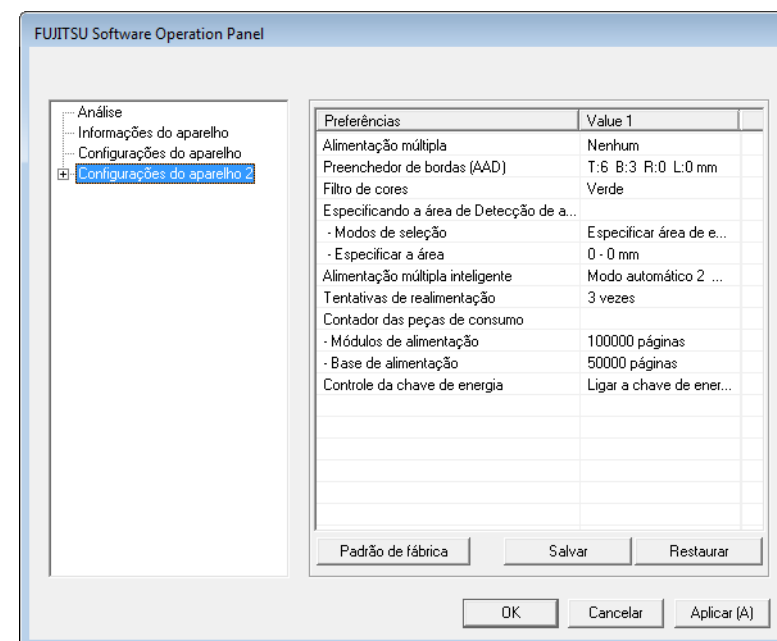 FUJITSU Software Operation Panel
Análise
Informações do aparelho
Configurações do aparelho
Configurações do aparelho 2
Preferências Value 1
Alimentação múltipla Nenhum
Preenchedor de bordas (AAD) T:6 B:3 R:0 L:0 mm
Filtro de cores Verde
Especificando a área de Detecção de a...
- Modos de seleção Especificar área de e...
- Especificar a área 0 - 0 mm
Alimentação múltipla inteligente Modo automático 2 ...
Tentativas de realimentação 3 vezes
Contador das peças de consumo
- Módulos de alimentação 100000 páginas
- Base de alimentação 50000 páginas
Controle da chave de energia Ligar a chave de ener...
Padrão de fábrica Salvar Restaurar
OK Cancelar Aplicar (A)